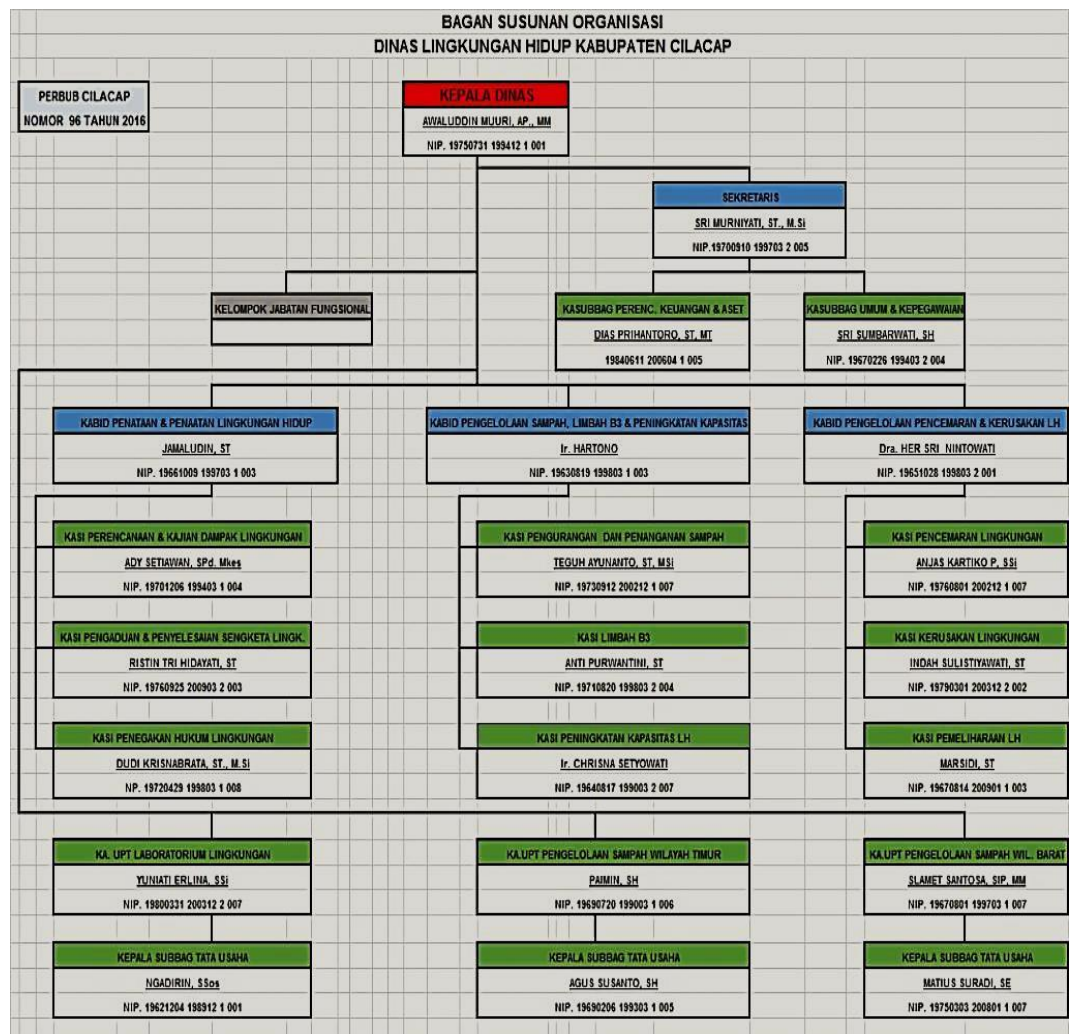 BAGAN SUSUNAN ORGANISASI
DINAS LINGKUNGAN HIDUP KABUPATEN CILACAP
PERBUB CILACAP
NOMOR 96 TAHUN 2016
KEPALA DINAS
AWALUDDIN MUURI, AP., MM
NIP. 19750731 199412 1 001
SEKRETARIS
SRI MURNIYATI, ST., M.Si
NIP.19700910 199703 2 005
KELOMPOK JABATAN FUNGSIONAL
KASUBBAG PERENC. KEUANGAN & ASET
DIAS PRIHANTORO, ST, MT
19840611 200604 1 005
KASUBBAG UMUM & KEPEGAWAIAN
SRI SUMBARWATI, SH
NIP. 19670226 199403 2 004
KABID PENATAAN & PENAATAN LINGKUNGAN HIDUP
JAMALUDIN, ST
NIP. 19661009 199703 1 003
KABID PENGELOLAAN SAMPAH, LIMBAH B3 & PENINGKATAN KAPASITAS
Ir. HARTONO
NIP. 19630819 199803 1 003
KABID PENGELOLAAN PENCEMARAN & KERUSAKAN LH
Dra. HER SRI NINTOWATI
NIP. 19651028 199803 2 001
KASI PERENCANAAN & KAJIAN DAMPAK LINGKUNGAN
ADY SETIAWAN, SPd. Mkes
NIP. 19701206 199403 1 004
KASI PENGURANGAN DAN PENANGANAN SAMPAH
TEGUH AYUNANTO, ST, MSi
NIP. 19730912 200212 1 007
KASI PENCEMARAN LINGKUNGAN
ANJAS KARTIKO P, SSi
NIP. 19760801 200212 1 007
KASI PENGADUAN & PENYELESAIAN SENGKETA LINGK.
RISTIN TRI HIDAYATI, ST
NIP. 19760925 200903 2 003
KASI LIMBAH B3
ANTI PURWANTINI, ST
NIP. 19710820 199803 2 004
KASI KERUSAKAN LINGKUNGAN
INDAH SULISTIYAWATI, ST
NIP. 19790301 200312 2 002
KASI PENEGAKAN HUKUM LINGKUNGAN
DUDI KRISNABRATA, ST., M.Si
NP. 19720429 199803 1 008
KASI PENINGKATAN KAPASITAS LH
Ir. CHRISNA SETYOWATI
NIP. 19640817 199003 2 007
KASI PEMELIHARAAN LH
MARSIDI, ST
NIP. 19670814 200901 1 003
KA. UPT LABORATORIUM LINGKUNGAN
YUNIATI ERLINA, SSi
NIP. 19800331 200312 2 007
KA.UPT PENGELOLAAN SAMPAH WILAYAH TIMUR
PAIMIN, SH
NIP. 19690720 199003 1 006
KA.UPT PENGELOLAAN SAMPAH WIL. BARAT
SLAMET SANTOSA, SIP, MM
NIP. 19670801 199703 1 007
KEPALA SUBBAG TATA USAHA
NGADIRIN, SSos
NIP. 19621204 198912 1 001
KEPALA SUBBAG TATA USAHA
AGUS SUSANTO, SH
NIP. 19690206 199303 1 005
KEPALA SUBBAG TATA USAHA
MATIUS SURADI, SE
NIP. 19750303 200801 1 007